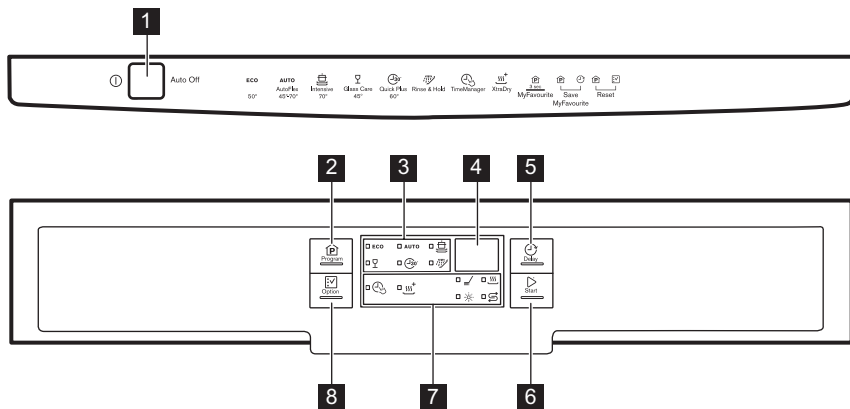 1
Auto Off
ECO
50°
AUTO
AutoFlex
45°-70°
Intensive
70°
Glass Care
45°
30'
Quick Plus
60°
Rinse & Hold
TimeManager
XtraDry
P
3 sec
MyFavourite
P
Save
MyFavourite
P
Reset
2
3
4
5
P
Program
ECO
AUTO
30'
Delay
Option
Start
8
7
6